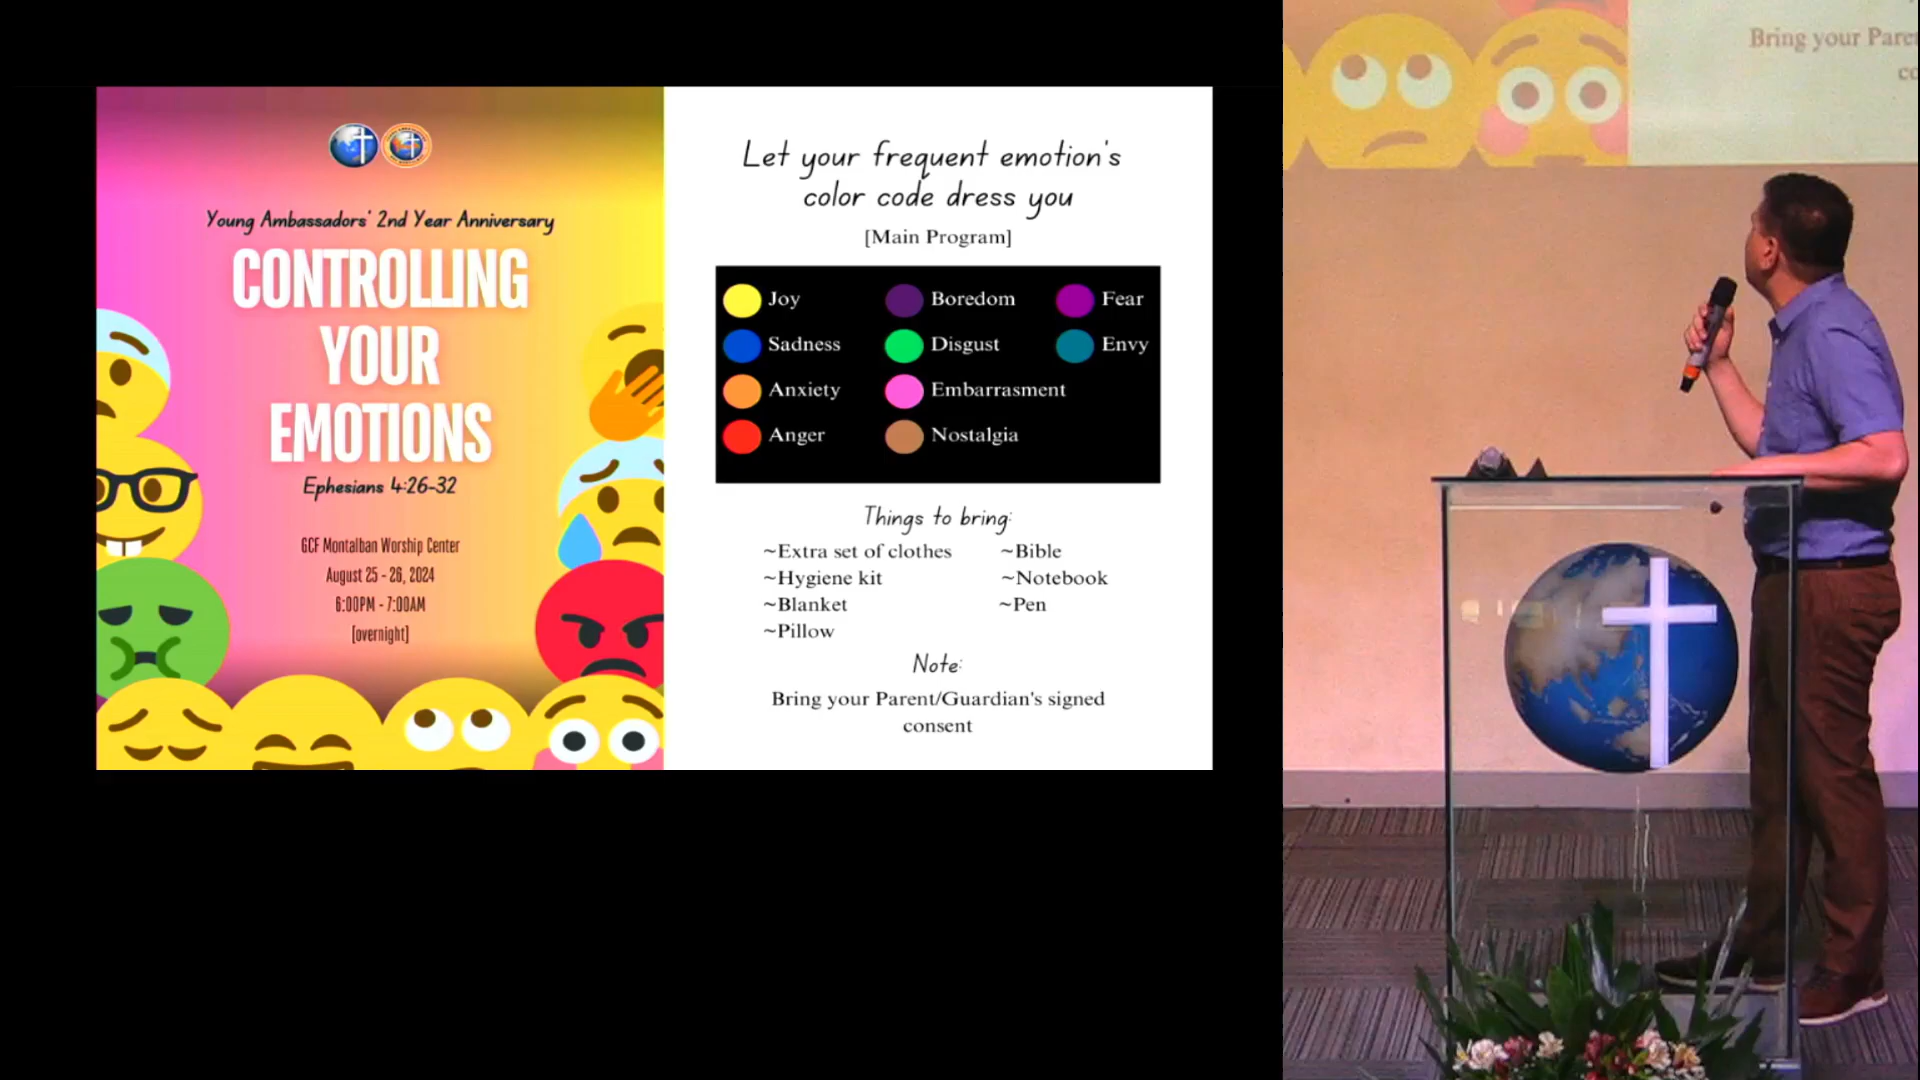 Young Ambassadors' 2nd Year Anniversary
CONTROLLING
YOUR
EMOTIONS
Ephesians 4:26-32
GCF Montalban Worship Center
August 25 - 26, 2024
6:00PM - 7:00AM
[overnight]
Let your frequent emotion's
color code dress you
[Main Program]
Joy
Boredom
Fear
Sadness
Disgust
Envy
Anxiety
Embarrasment
Anger
Nostalgia
Things to bring:
~Extra set of clothes
~Hygiene kit
~Blanket
~Pillow
~Bible
~Notebook
~Pen
Note:
Bring your Parent/Guardian's signed
consent
Bring your Pare
co